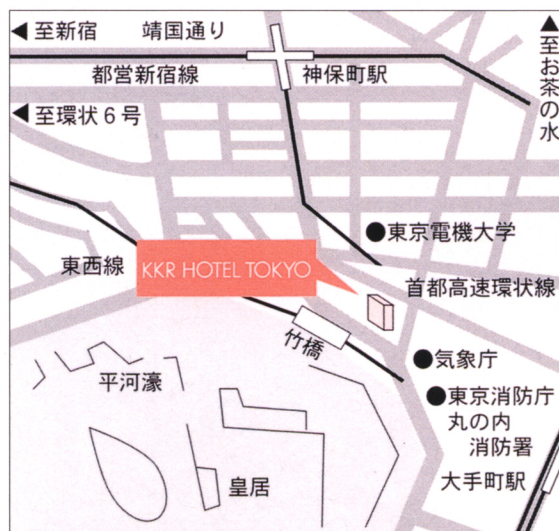 ◀至新宿 靖国通り
▲至お茶の水
都営新宿線 神保町駅
◀至環状6号
●東京電機大学
東西線 KKR HOTEL TOKYO
首都高速環状線
竹橋
●気象庁
平河濠
●東京消防庁
丸の内
消防署
皇居 大手町駅